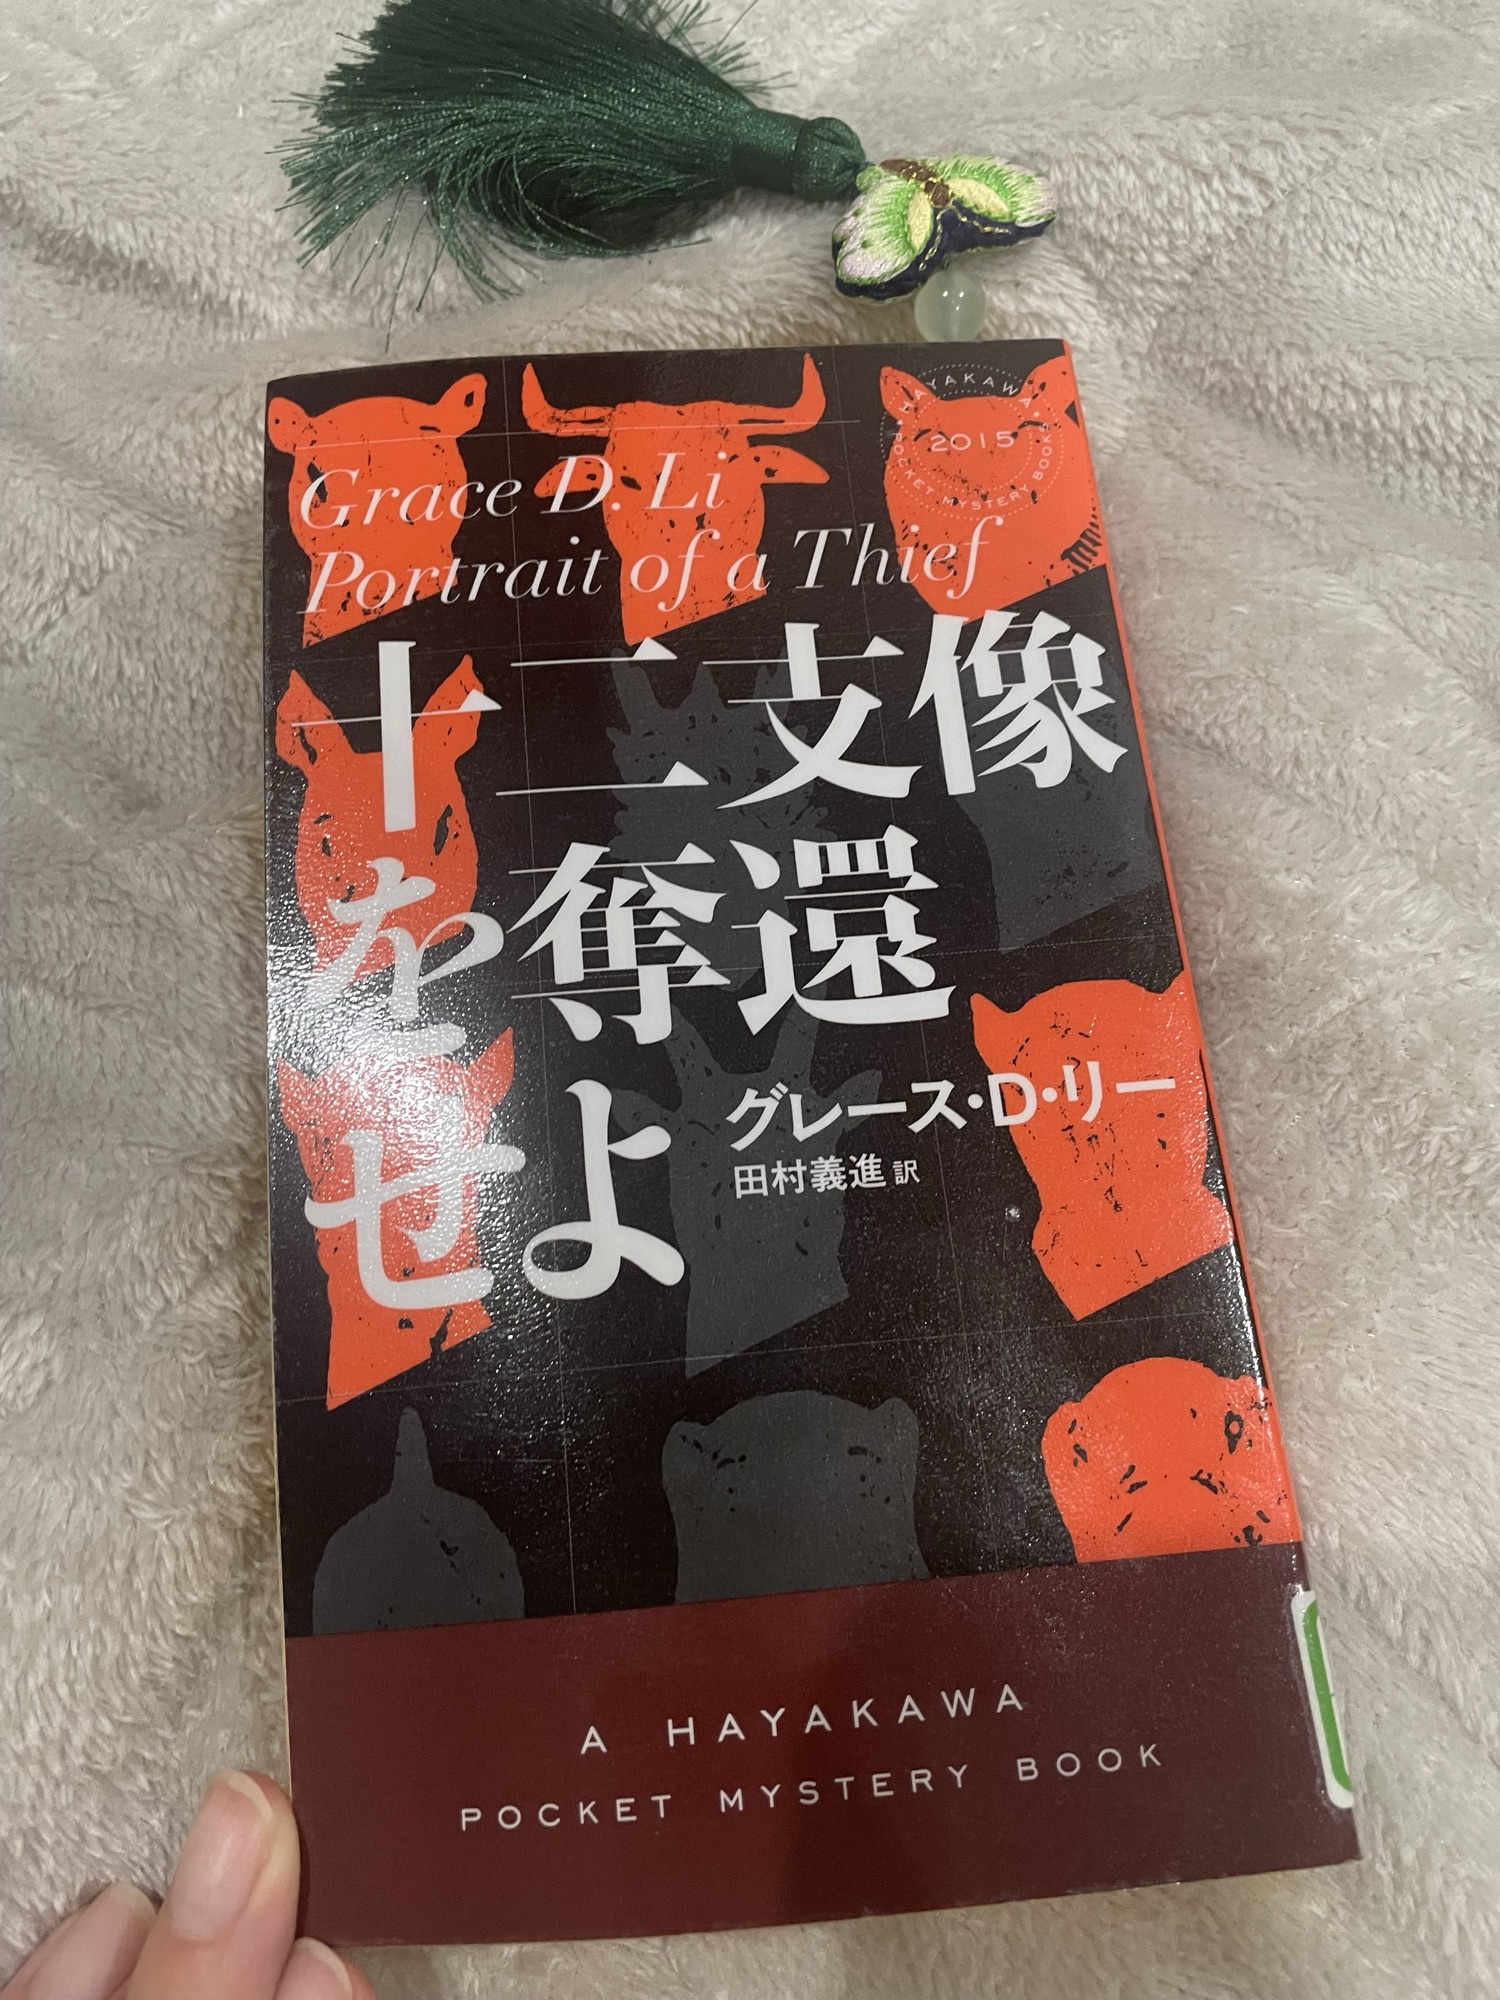 HAYAKAWA
2015
POCKET MYSTERY BOOKS
Grace D. Li
Portrait of a Thief
十二支像
を奪還
せよ
グレース・D・リー
田村義進 訳
A HAYAKAWA
POCKET MYSTERY BOOK